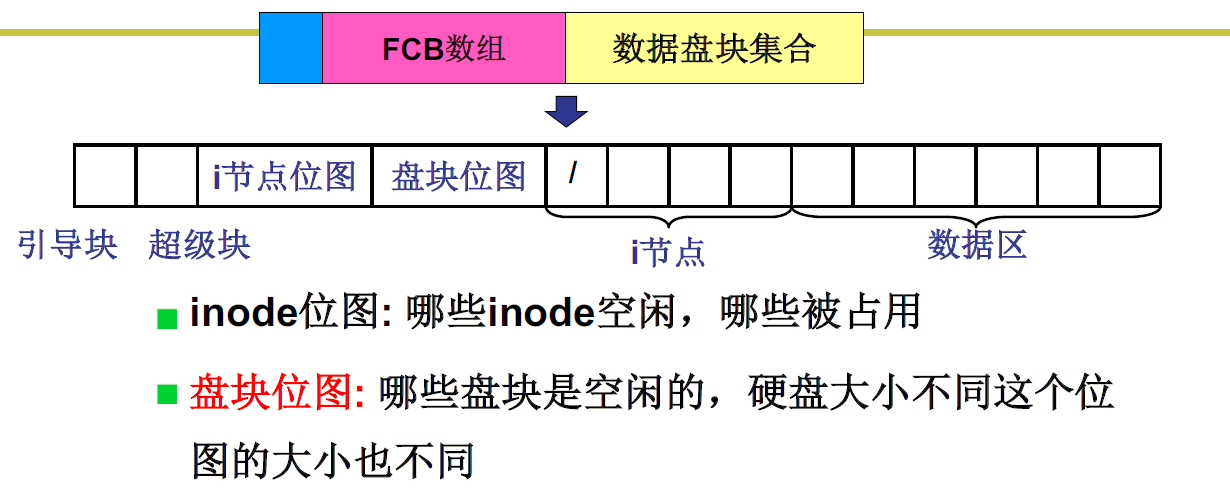 FCB数组 数据盘块集合
i节点位图 盘块位图 /
引导块 超级块 i节点 数据区
inode位图: 哪些inode空闲，哪些被占用
盘块位图: 哪些盘块是空闲的，硬盘大小不同这个位
图的大小也不同